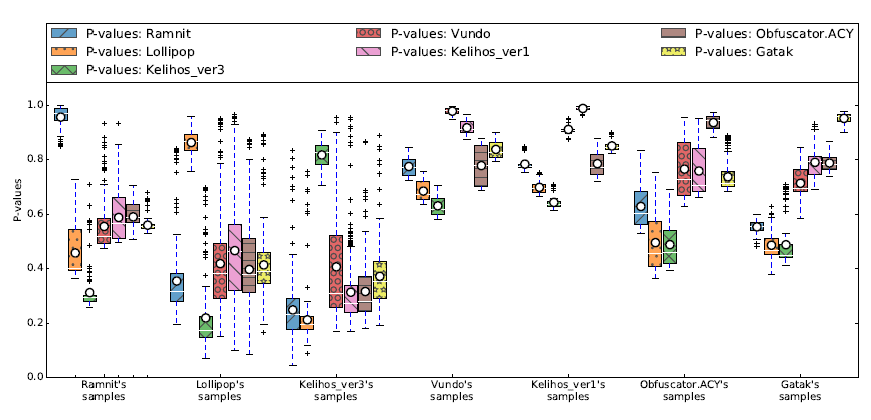 P-values: Ramnit
P-values: Lollipop
P-values: Kelihos_ver3
P-values: Vundo
P-values: Kelihos_ver1
P-values: Obfuscator.ACY
P-values: Gatak
P-values
1.0
0.8
0.6
0.4
0.2
0.0
Ramnit's
samples
Lollipop's
samples
Kelihos_ver3's
samples
Vundo's
samples
Kelihos_ver1's
samples
Obfuscator.ACY's
samples
Gatak's
samples